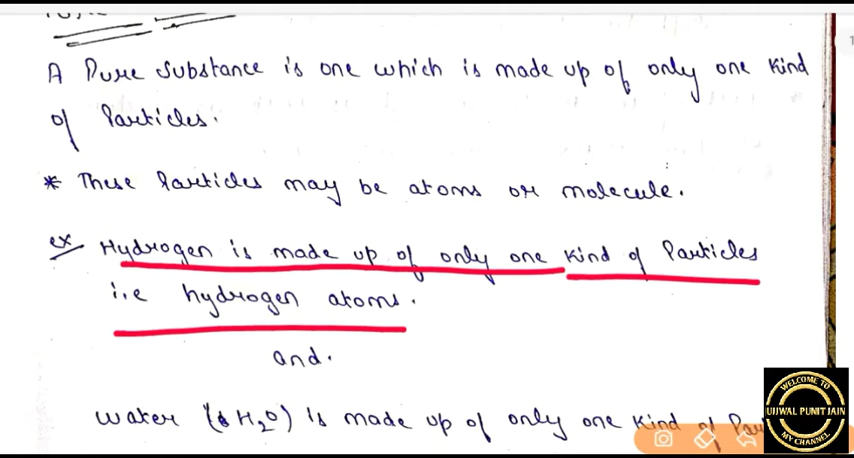 A Pure Substance is one which is made up of only one kind
of Particles.
* These Particles may be atoms or molecule.
ex Hydrogen is made up of only one kind of Particles
i.e hydrogen atoms.
and.
water (H₂O) is made up of only one kind of
WELCOME TO
UJJWAL PUNIT JAIN
MY CHANNEL
1